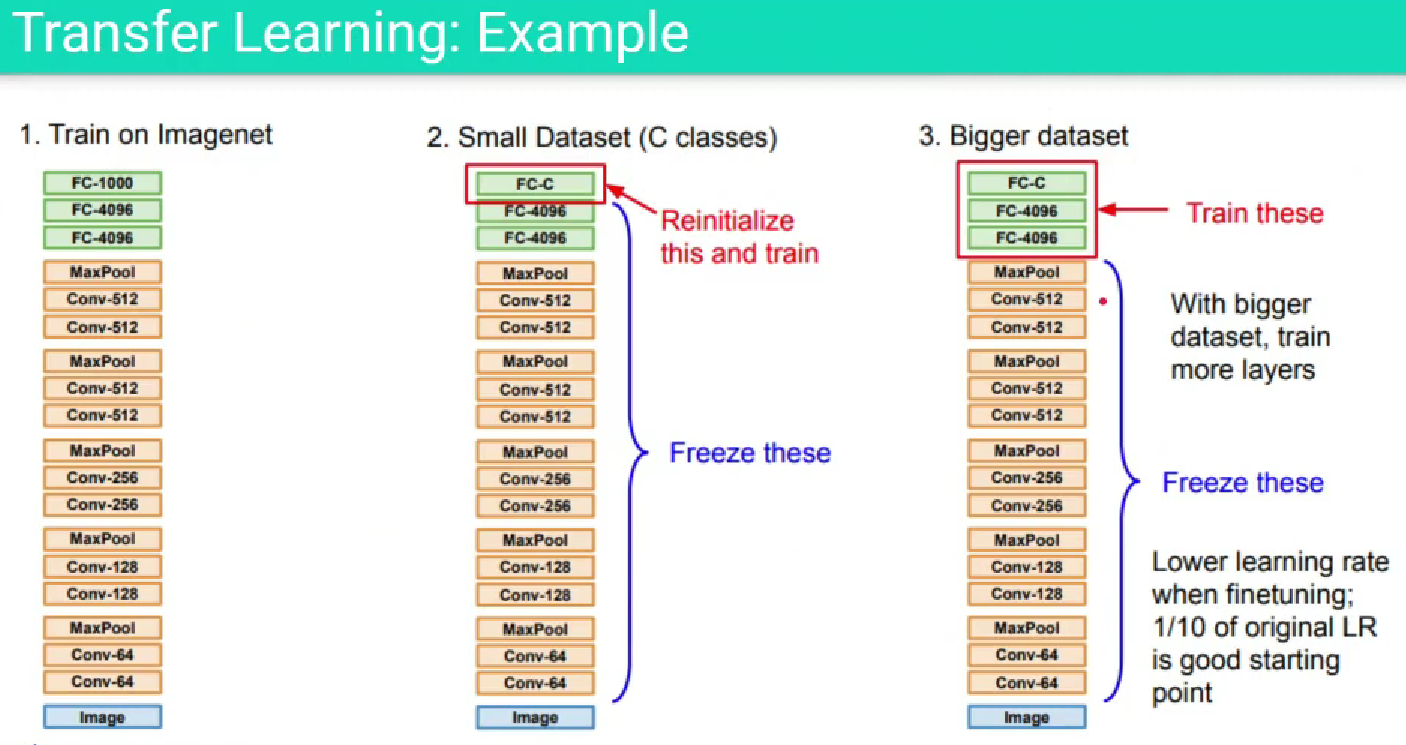 Transfer Learning: Example
1. Train on Imagenet
FC-1000
FC-4096
FC-4096
MaxPool
Conv-512
Conv-512
MaxPool
Conv-512
Conv-512
MaxPool
Conv-256
Conv-256
MaxPool
Conv-128
Conv-128
MaxPool
Conv-64
Conv-64
Image
2. Small Dataset (C classes)
FC-C
FC-4096
FC-4096
MaxPool
Conv-512
Conv-512
MaxPool
Conv-512
Conv-512
MaxPool
Conv-256
Conv-256
MaxPool
Conv-128
Conv-128
MaxPool
Conv-64
Conv-64
Image
Reinitialize
this and train
Freeze these
3. Bigger dataset
FC-C
FC-4096
FC-4096
MaxPool
Conv-512
Conv-512
MaxPool
Conv-512
Conv-512
MaxPool
Conv-256
Conv-256
MaxPool
Conv-128
Conv-128
MaxPool
Conv-64
Conv-64
Image
Train these
With bigger
dataset, train
more layers
Freeze these
Lower learning rate
when finetuning;
1/10 of original LR
is good starting
point